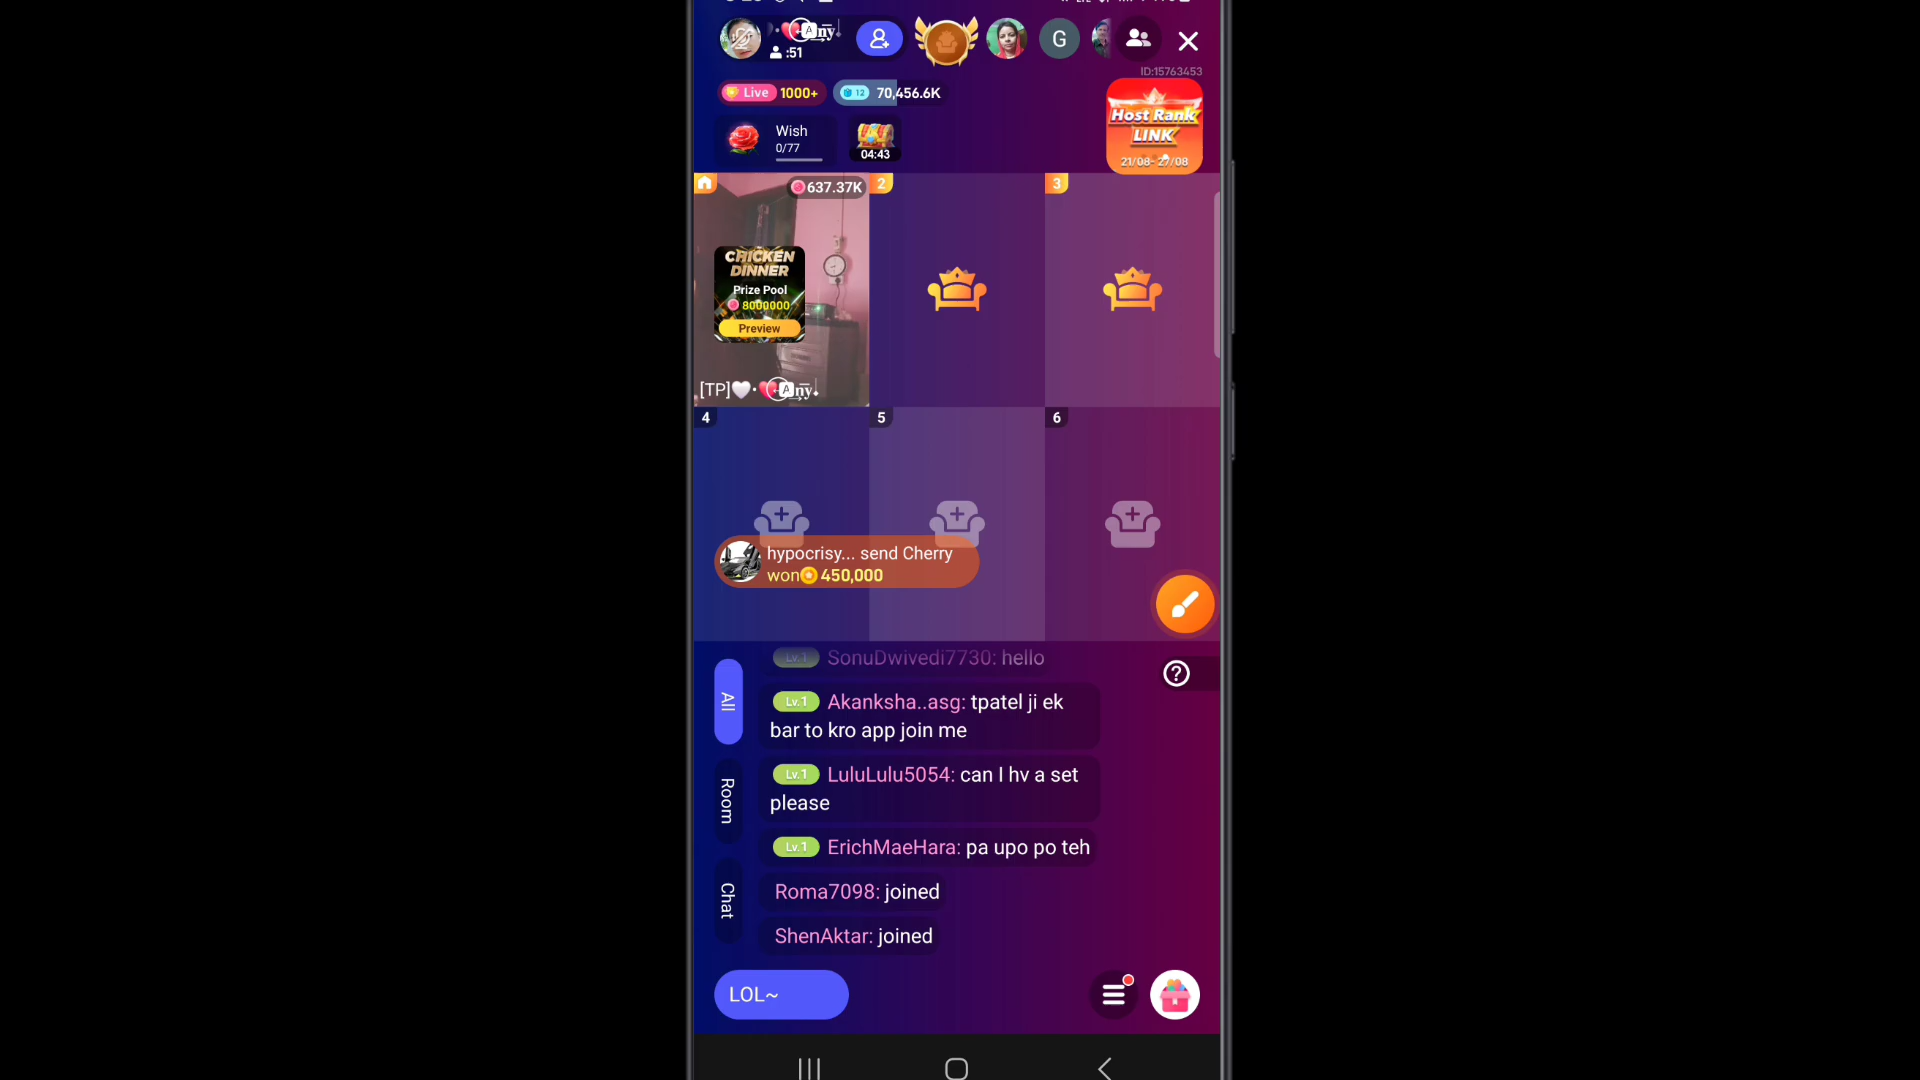 :51
G
ID:15763453
Live 1000+
12 70,456.6K
Host Rank
LINK
21/08- 27/08
Wish
0/77
04:43
637.37K
2
3
CHICKEN
DINNER
Prize Pool
8000000
Preview
[TP]🤍•💗Any
4
5
6
hypocrisy... send Cherry
won 450,000
Lv.1 SonuDwivedi7730: hello
All
Lv.1 Akanksha..asg: tpatel ji ek
bar to kro app join me
Lv.1 LuluLulu5054: can I hv a set
please
Room
Lv.1 ErichMaeHara: pa upo po teh
Chat
Roma7098: joined
ShenAktar: joined
LOL~